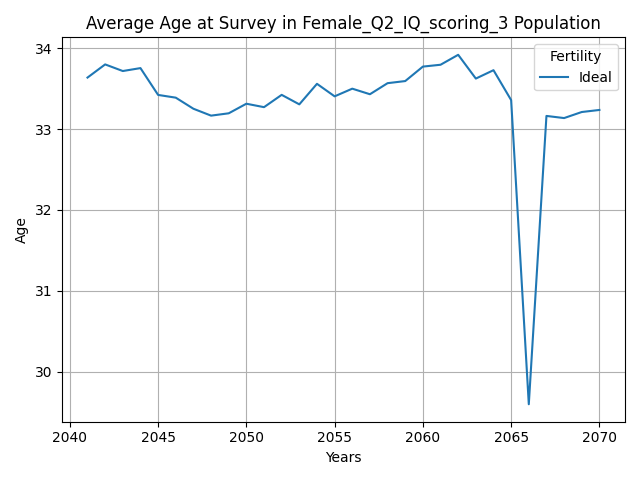 Average Age at Survey in Female_Q2_IQ_scoring_3 Population
Fertility
Ideal
34
33
32
31
30
Age
2040 2045 2050 2055 2060 2065 2070
Years